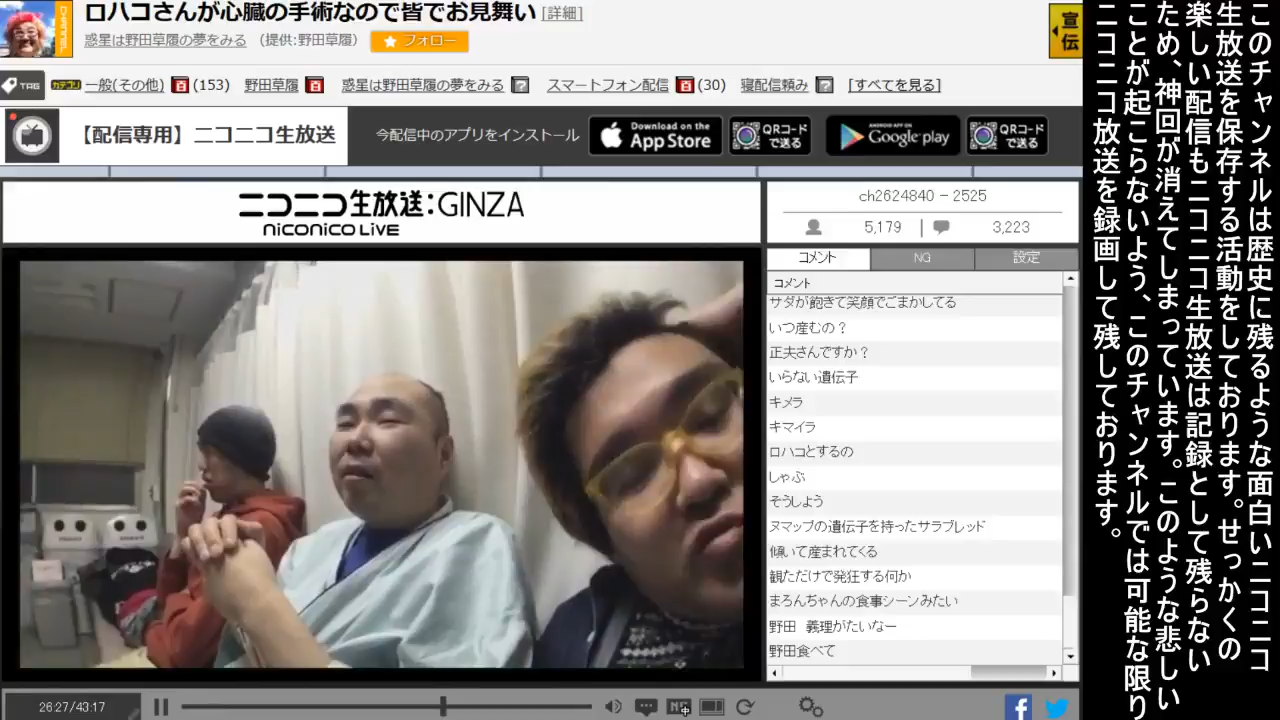 CHANNEL
ロハコさんが心臓の手術なので皆でお見舞い [詳細]
惑星は野田草履の夢をみる (提供:野田草履)
フォロー
宣伝
TAG
カテゴリ 一般(その他) 百 (153) 野田草履 百 惑星は野田草履の夢をみる ? スマートフォン配信 百 (30) 寝配信頼み ? [すべてを見る]
【配信専用】ニコニコ生放送
今配信中のアプリをインストール
Download on the App Store
QRコードで送る
ANDROID APP ON Google play
QRコードで送る
ニコニコ生放送:GINZA
niconico LIVE
ch2624840 - 2525
5,179 | 3,223
コメント NG 設定
コメント
サダが飽きて笑顔でごまかしてる
いつ産むの?
正夫さんですか?
いらない遺伝子
キメラ
キマイラ
ロハコとするの
しゃぶ
そうしよう
ヌマップの遺伝子を持ったサラブレッド
傾いて産まれてくる
観ただけで発狂する何か
まろんちゃんの食事シーンみたい
野田 義理がたいなー
野田食べて
26:27/43:17
このチャンネルは歴史に残るような面白いニコニコ
生放送を保存する活動をしております。せっかくの
楽しい配信もニコニコ生放送は記録として残らない
ため、神回が消えてしまっています。このような悲しい
ことが起こらないよう、このチャンネルでは可能な限り
ニコニコ放送を録画して残しております。